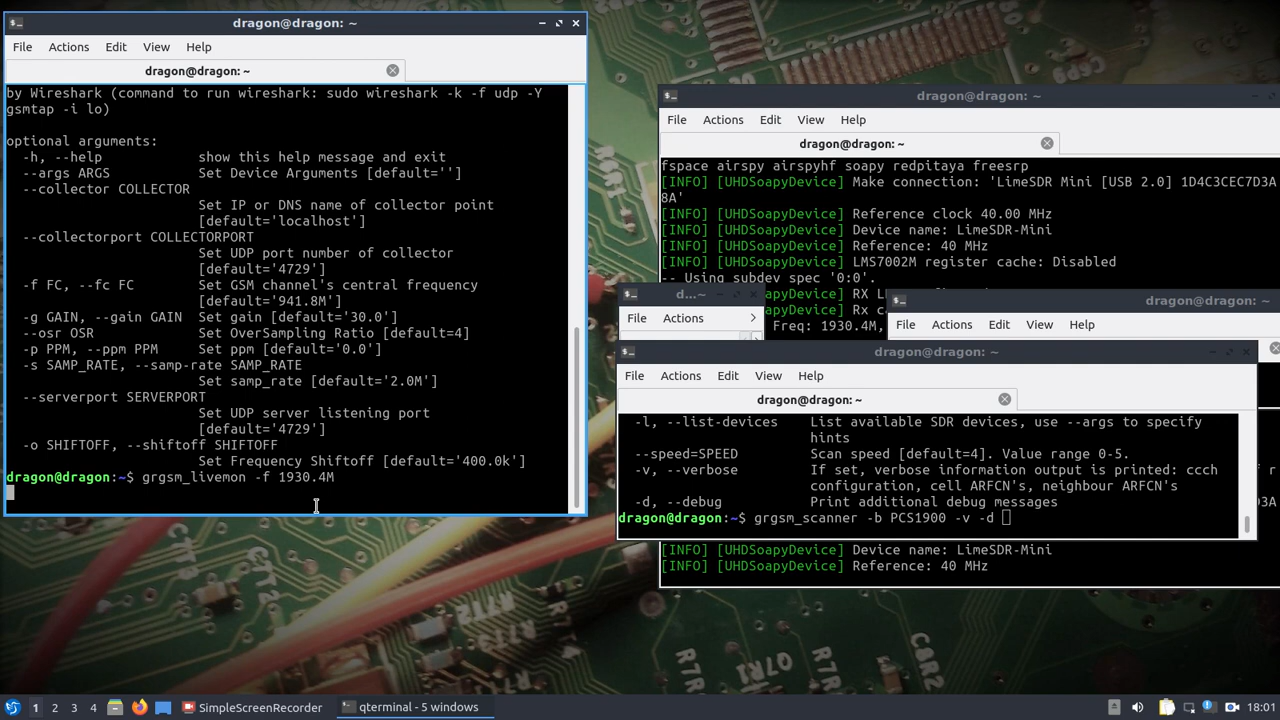 dragon@dragon: ~
File Actions Edit View Help
dragon@dragon: ~
by Wireshark (command to run wireshark: sudo wireshark -k -f udp -Y
gsmtap -i lo)
optional arguments:
-h, --help show this help message and exit
--args ARGS Set Device Arguments [default='']
--collector COLLECTOR
Set IP or DNS name of collector point
[default='localhost']
--collectorport COLLECTORPORT
Set UDP port number of collector
[default='4729']
-f FC, --fc FC Set GSM channel's central frequency
[default='941.8M']
-g GAIN, --gain GAIN Set gain [default='30.0']
--osr OSR Set OverSampling Ratio [default=4]
-p PPM, --ppm PPM Set ppm [default='0.0']
-s SAMP_RATE, --samp-rate SAMP_RATE
Set samp_rate [default='2.0M']
--serverport SERVERPORT
Set UDP server listening port
[default='4729']
-o SHIFTOFF, --shiftoff SHIFTOFF
Set Frequency Shiftoff [default='400.0k']
dragon@dragon:~$ grgsm_livemon -f 1930.4M
dragon@dragon: ~
File Actions Edit View Help
dragon@dragon: ~
fspace airspy airspyhf soapy redpitaya freesrp
[INFO] [UHDSoapyDevice] Make connection: 'LimeSDR Mini [USB 2.0] 1D4C3CEC7D3A
8A'
[INFO] [UHDSoapyDevice] Reference clock 40.00 MHz
[INFO] [UHDSoapyDevice] Device name: LimeSDR-Mini
[INFO] [UHDSoapyDevice] Reference: 40 MHz
[INFO] [UHDSoapyDevice] LMS7002M register cache: Disabled
-- Using subdev spec '0:0'.
apyDevice] Rx L
apyDevice] Rx ca
Freq: 1930.4M,
d...~
File Actions
dragon@dragon: ~
File Actions Edit View Help
dragon@dragon: ~
File Actions Edit View Help
dragon@dragon: ~
-l, --list-devices List available SDR devices, use --args to specify
hints
--speed=SPEED Scan speed [default=4]. Value range 0-5.
-v, --verbose If set, verbose information output is printed: ccch
configuration, cell ARFCN's, neighbour ARFCN's
-d, --debug Print additional debug messages
dragon@dragon:~$ grgsm_scanner -b PCS1900 -v -d
D3A
[INFO] [UHDSoapyDevice] Device name: LimeSDR-Mini
[INFO] [UHDSoapyDevice] Reference: 40 MHz
1 2 3 4 SimpleScreenRecorder qterminal - 5 windows 18:01